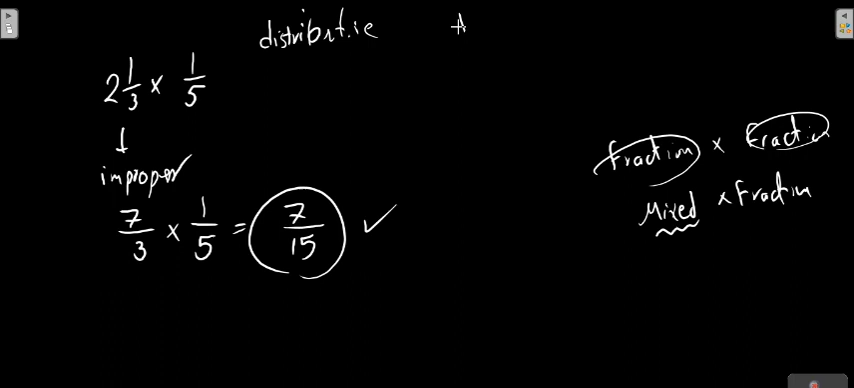 distributie
2 1/3 × 1/5
improper
7/3 × 1/5 = 7/15 ✓
Fraction × Fraction
Mixed × Fraction